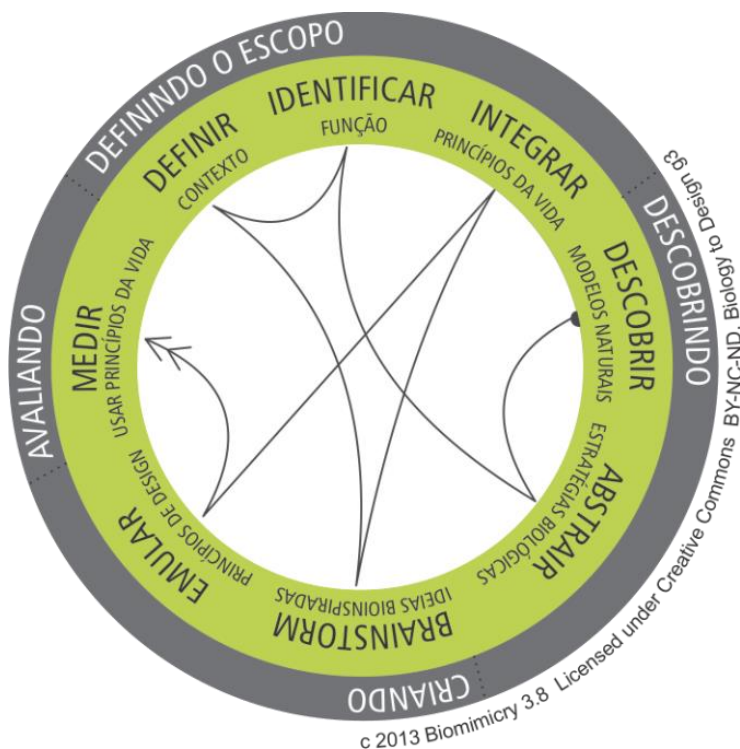 DEFININDO O ESCOPO
DESCOBRINDO
CRIANDO
AVALIANDO
DEFINIR
CONTEXTO
IDENTIFICAR
FUNÇÃO
INTEGRAR
PRINCÍPIOS DA VIDA
DESCOBRIR
MODELOS NATURAIS
ABSTRAIR
ESTRATÉGIAS BIOLÓGICAS
BRAINSTORM
IDEIAS BIOINSPIRADAS
EMULAR
PRINCÍPIOS DE DESIGN
MEDIR
USAR PRINCÍPIOS DA VIDA
c 2013 Biomimicry 3.8 Licensed under Creative Commons BY-NC-ND. Biology to Design g3